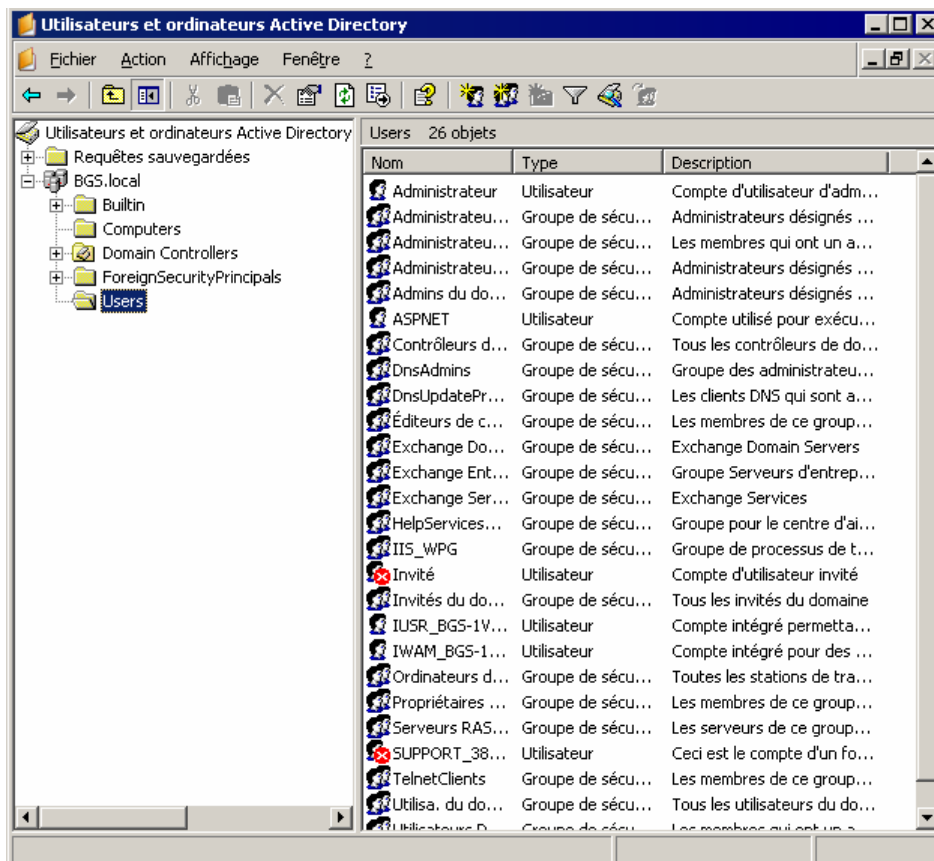 Utilisateurs et ordinateurs Active Directory
Fichier Action Affichage Fenêtre ?
Utilisateurs et ordinateurs Active Directory
Requêtes sauvegardées
BGS.local
Builtin
Computers
Domain Controllers
ForeignSecurityPrincipals
Users
Users 26 objets
Nom Type Description
Administrateur Utilisateur Compte d'utilisateur d'adm...
Administrateu... Groupe de sécu... Administrateurs désignés ...
Administrateu... Groupe de sécu... Les membres qui ont un a...
Administrateu... Groupe de sécu... Administrateurs désignés ...
Admins du do... Groupe de sécu... Administrateurs désignés ...
ASPNET Utilisateur Compte utilisé pour exécu...
Contrôleurs d... Groupe de sécu... Tous les contrôleurs de do...
DnsAdmins Groupe de sécu... Groupe des administrateu...
DnsUpdatePr... Groupe de sécu... Les clients DNS qui sont a...
Éditeurs de c... Groupe de sécu... Les membres de ce group...
Exchange Do... Groupe de sécu... Exchange Domain Servers
Exchange Ent... Groupe de sécu... Groupe Serveurs d'entrep...
Exchange Ser... Groupe de sécu... Exchange Services
HelpServices... Groupe de sécu... Groupe pour le centre d'ai...
IIS_WPG Groupe de sécu... Groupe de processus de t...
Invité Utilisateur Compte d'utilisateur invité
Invités du do... Groupe de sécu... Tous les invités du domaine
IUSR_BGS-1V... Utilisateur Compte intégré permetta...
IWAM_BGS-1... Utilisateur Compte intégré pour des ...
Ordinateurs d... Groupe de sécu... Toutes les stations de tra...
Propriétaires ... Groupe de sécu... Les membres de ce group...
Serveurs RAS... Groupe de sécu... Les serveurs de ce group...
SUPPORT_38... Utilisateur Ceci est le compte d'un fo...
TelnetClients Groupe de sécu... Les membres de ce group...
Utilisa. du do... Groupe de sécu... Tous les utilisateurs du do...
Utilisateurs D... Groupe de sécu... Les membres qui ont un a...